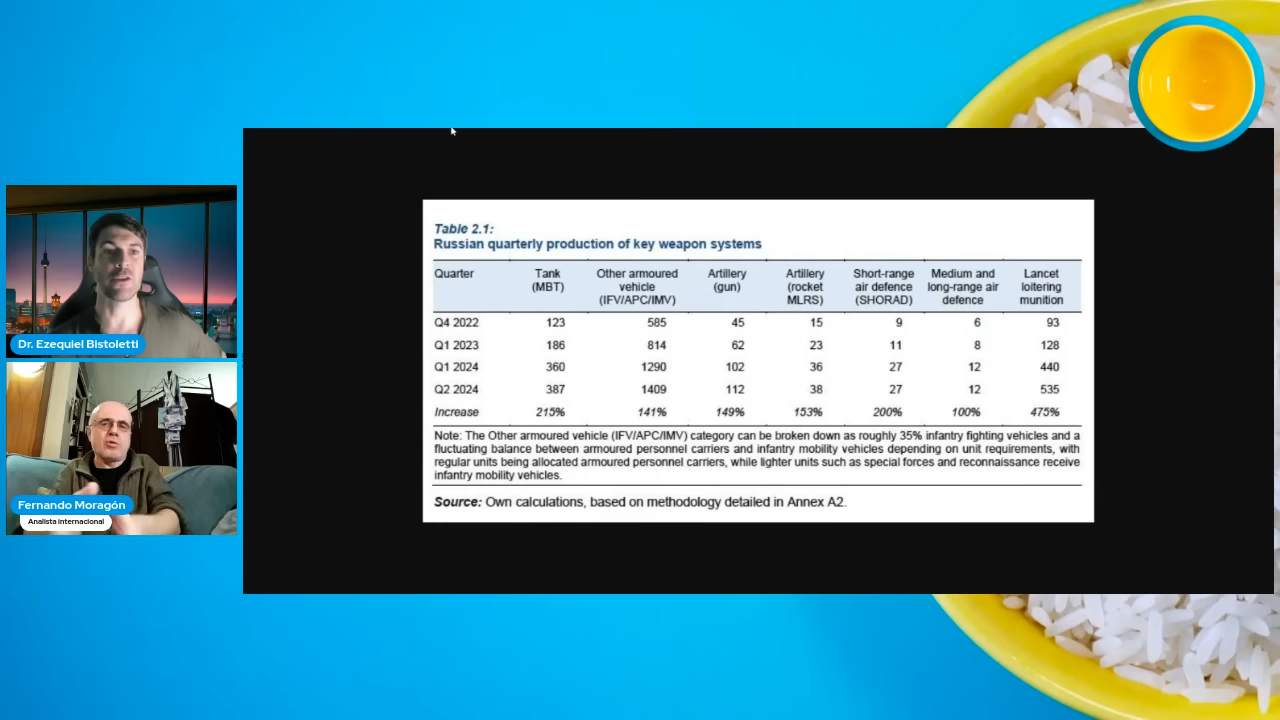 Dr. Ezequiel Bistoletti
Fernando Moragón
Analista internacional
Table 2.1:
Russian quarterly production of key weapon systems
Quarter Tank (MBT) Other armoured vehicle (IFV/APC/IMV) Artillery (gun) Artillery (rocket MLRS) Short-range air defence (SHORAD) Medium and long-range air defence Lancet loitering munition
Q4 2022 123 585 45 15 9 6 93
Q1 2023 186 814 62 23 11 8 128
Q1 2024 360 1290 102 36 27 12 440
Q2 2024 387 1409 112 38 27 12 535
Increase 215% 141% 149% 153% 200% 100% 475%
Note: The Other armoured vehicle (IFV/APC/IMV) category can be broken down as roughly 35% infantry fighting vehicles and a
fluctuating balance between armoured personnel carriers and infantry mobility vehicles depending on unit requirements, with
regular units being allocated armoured personnel carriers, while lighter units such as special forces and reconnaissance receive
infantry mobility vehicles.
Source: Own calculations, based on methodology detailed in Annex A2.